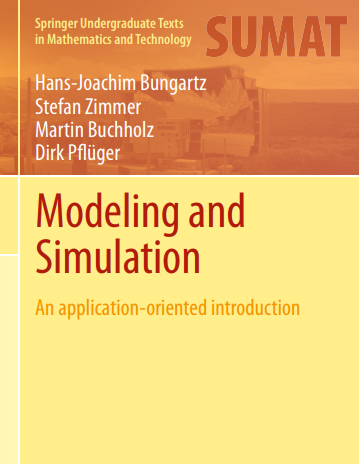 Springer Undergraduate Texts
in Mathematics and Technology
SUMAT
Hans-Joachim Bungartz
Stefan Zimmer
Martin Buchholz
Dirk Pflüger
Modeling and
Simulation
An application-oriented introduction